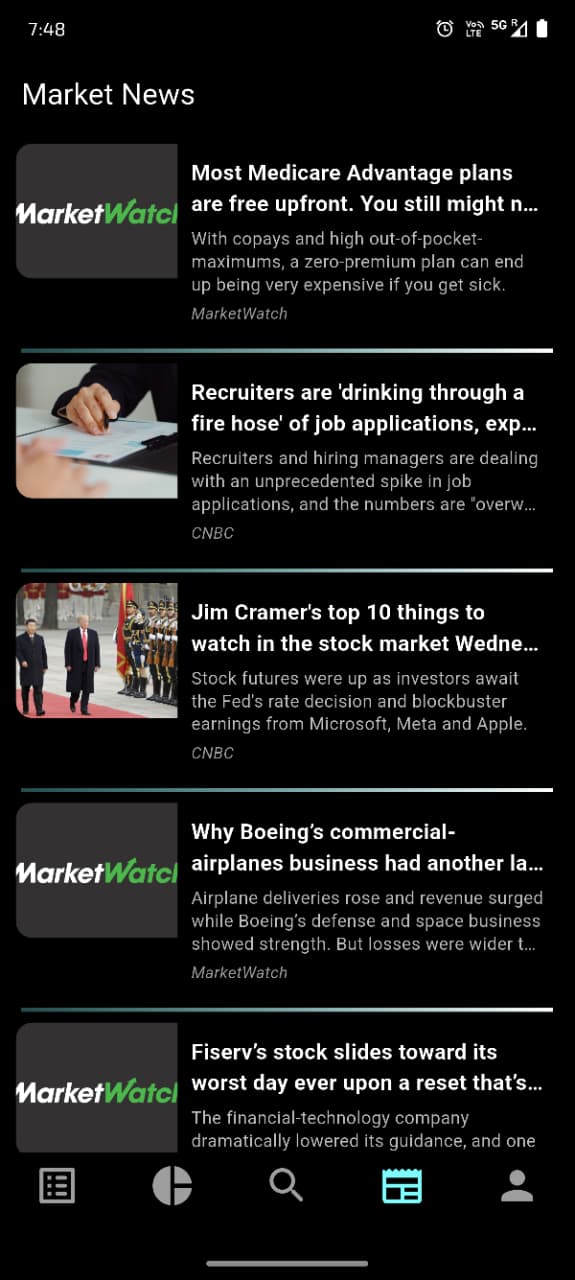 7:48
Vo))
LTE
5G
R
Market News
MarketWatch
Most Medicare Advantage plans
are free upfront. You still might n...
With copays and high out-of-pocket-
maximums, a zero-premium plan can end
up being very expensive if you get sick.
MarketWatch
Recruiters are 'drinking through a
fire hose' of job applications, exp...
Recruiters and hiring managers are dealing
with an unprecedented spike in job
applications, and the numbers are "overw...
CNBC
Jim Cramer's top 10 things to
watch in the stock market Wedne...
Stock futures were up as investors await
the Fed's rate decision and blockbuster
earnings from Microsoft, Meta and Apple.
CNBC
MarketWatch
Why Boeing’s commercial-
airplanes business had another la...
Airplane deliveries rose and revenue surged
while Boeing’s defense and space business
showed strength. But losses were wider t...
MarketWatch
MarketWatch
Fiserv’s stock slides toward its
worst day ever upon a reset that’s...
The financial-technology company
dramatically lowered its guidance, and one